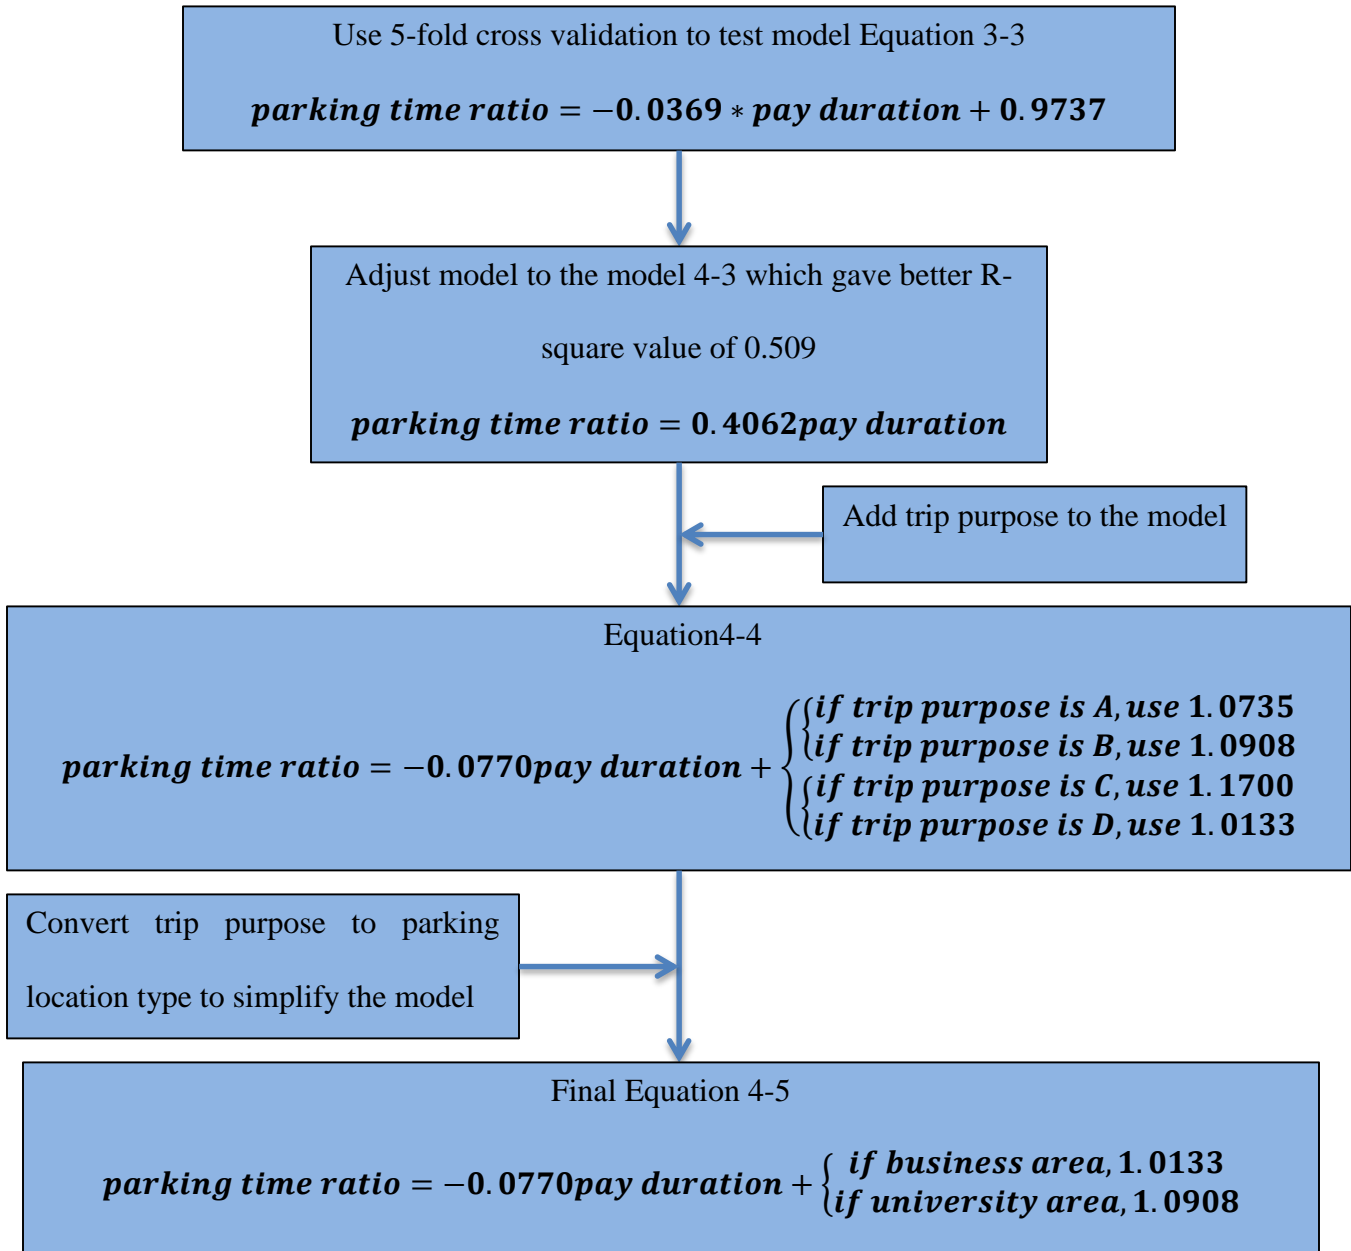 Use 5-fold cross validation to test model Equation 3-3
parking time ratio = −0.0369 ∗ pay duration + 0.9737
Adjust model to the model 4-3 which gave better R-
square value of 0.509
parking time ratio = 0.4062pay duration
Add trip purpose to the model
Equation4-4
parking time ratio = −0.0770pay duration + {
{if trip purpose is A, use 1.0735
if trip purpose is B, use 1.0908
{if trip purpose is C, use 1.1700
if trip purpose is D, use 1.0133
Convert trip purpose to parking
location type to simplify the model
Final Equation 4-5
parking time ratio = −0.0770pay duration + {
if business area, 1.0133
if university area, 1.0908